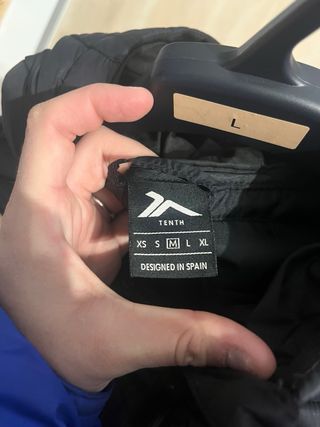 L
TENTH
XS S M L XL
DESIGNED IN SPAIN